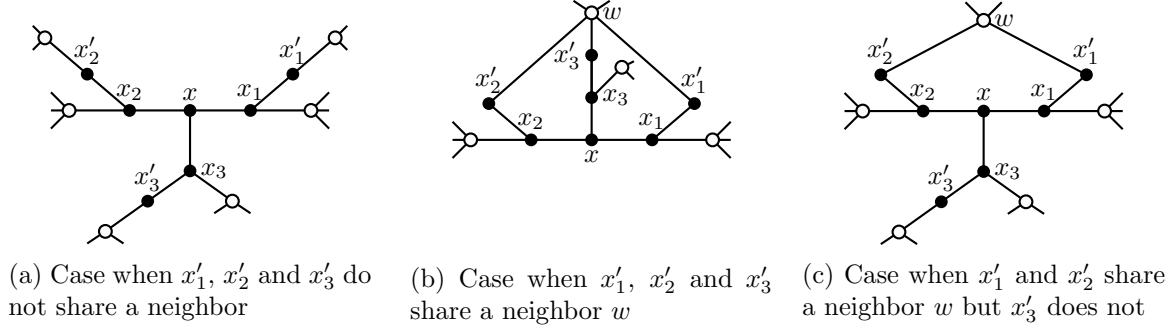 x′₂ x′₁
x₂ x x₁
x′₃ x₃
(a) Case when x′₁, x′₂ and x′₃ do
not share a neighbor
w
x′₃
x′₂ x₃ x′₁
x₂ x₁
x
(b) Case when x′₁, x′₂ and x′₃
share a neighbor w
w
x′₂ x′₁
x₂ x x₁
x′₃ x₃
(c) Case when x′₁ and x′₂ share
a neighbor w but x′₃ does not